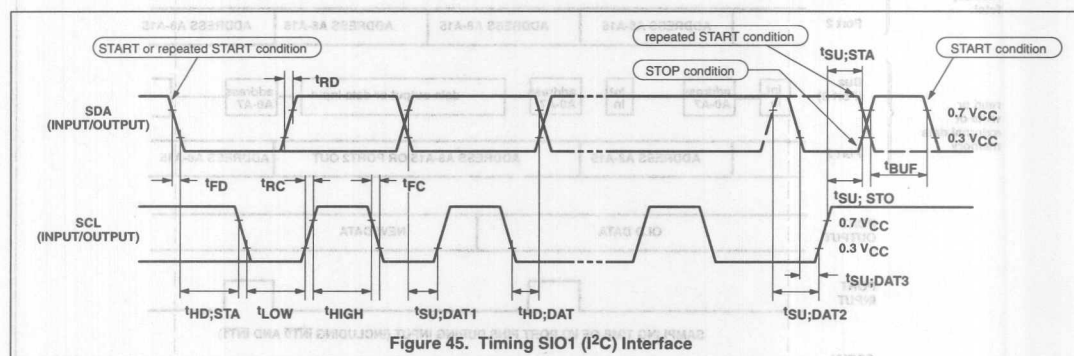 START or repeated START condition
repeated START condition
tSU;STA
START condition
STOP condition
tRD
SDA
(INPUT/OUTPUT)
0.7 VCC
0.3 VCC
tFD
tRC
tFC
tBUF
tSU; STO
SCL
(INPUT/OUTPUT)
0.7 VCC
0.3 VCC
tSU;DAT3
tHD;STA
tLOW
tHIGH
tSU;DAT1
tHD;DAT
tSU;DAT2
Figure 45. Timing SIO1 (I²C) Interface